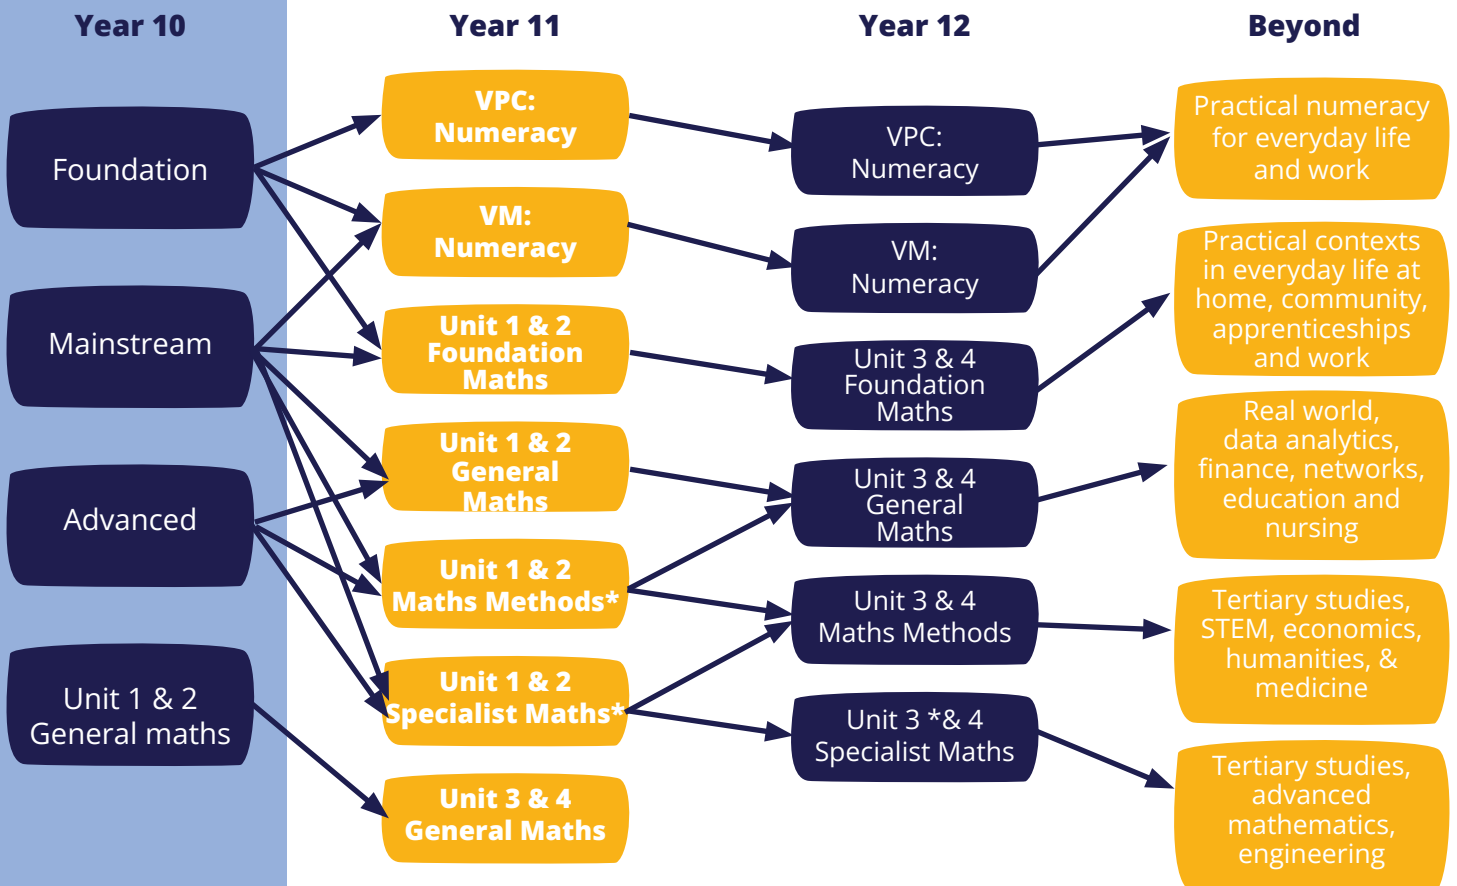 Year 10
Foundation
Mainstream
Advanced
Unit 1 & 2
General maths
Year 11
VPC:
Numeracy
VM:
Numeracy
Unit 1 & 2
Foundation
Maths
Unit 1 & 2
General
Maths
Unit 1 & 2
Maths Methods*
Unit 1 & 2
Specialist Maths*
Unit 3 & 4
General Maths
Year 12
VPC:
Numeracy
VM:
Numeracy
Unit 3 & 4
Foundation
Maths
Unit 3 & 4
General
Maths
Unit 3 & 4
Maths Methods
Unit 3 *& 4
Specialist Maths
Beyond
Practical numeracy
for everyday life
and work
Practical contexts
in everyday life at
home, community,
apprenticeships
and work
Real world,
data analytics,
finance, networks,
education and
nursing
Tertiary studies,
STEM, economics,
humanities, &
medicine
Tertiary studies,
advanced
mathematics,
engineering